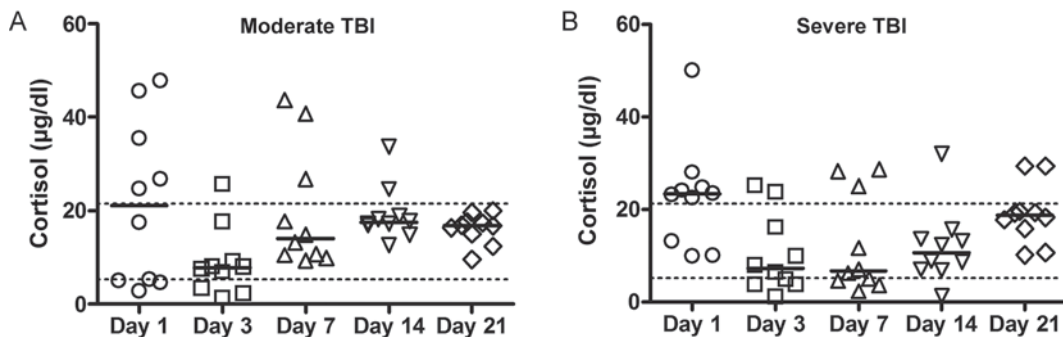 A
Moderate TBI
Cortisol (µg/dl)
60
40
20
0
Day 1 Day 3 Day 7 Day 14 Day 21
B
Severe TBI
Cortisol (µg/dl)
60
40
20
0
Day 1 Day 3 Day 7 Day 14 Day 21